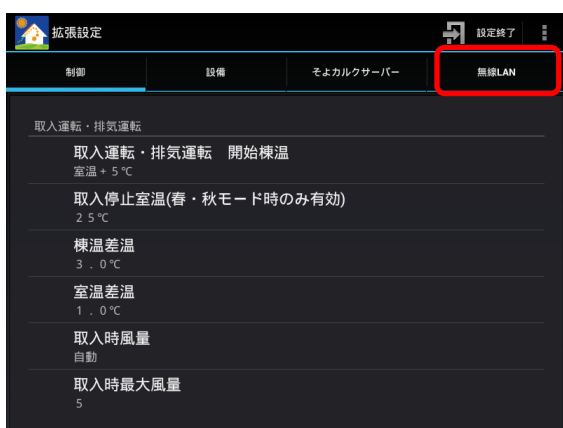 拡張設定
設定終了
制御
設備
そよカルクサーバー
無線LAN
取入運転・排気運転
取入運転・排気運転　開始棟温
室温+5℃
取入停止室温(春・秋モード時のみ有効)
25℃
棟温差温
3.0℃
室温差温
1.0℃
取入時風量
自動
取入時最大風量
5